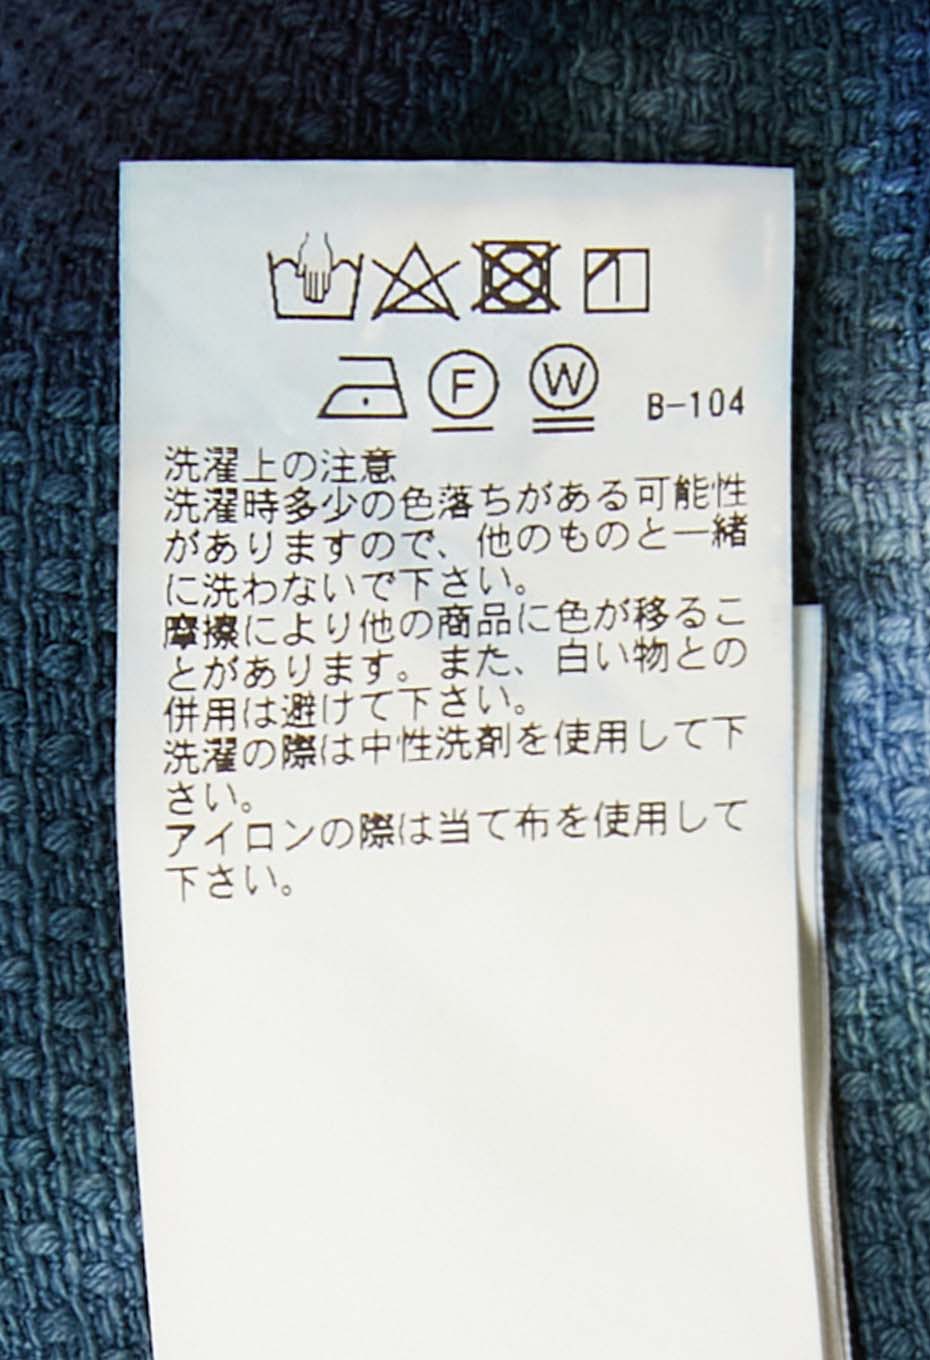 F W B-104
洗濯上の注意
洗濯時多少の色落ちがある可能性
がありますので、他のものと一緒
に洗わないで下さい。
摩擦により他の商品に色が移るこ
とがあります。また、白い物との
併用は避けて下さい。
洗濯の際は中性洗剤を使用して下
さい。
アイロンの際は当て布を使用して
下さい。